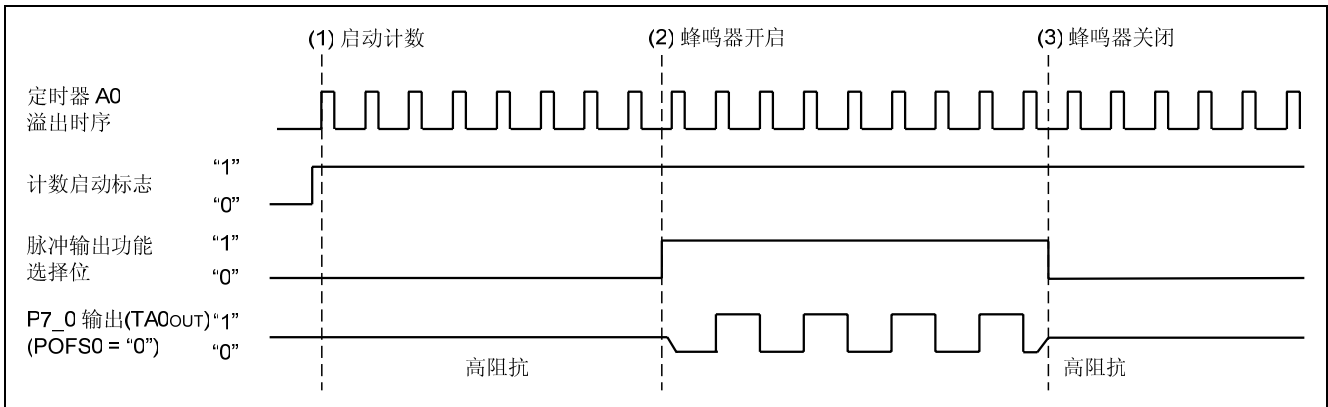 (1) 启动计数
(2) 蜂鸣器开启
(3) 蜂鸣器关闭
定时器 A0
溢出时序
计数启动标志
“1”
“0”
脉冲输出功能
选择位
“1”
“0”
P7_0 输出(TA0OUT)“1”
(POFS0 = “0”)
“0”
高阻抗
高阻抗